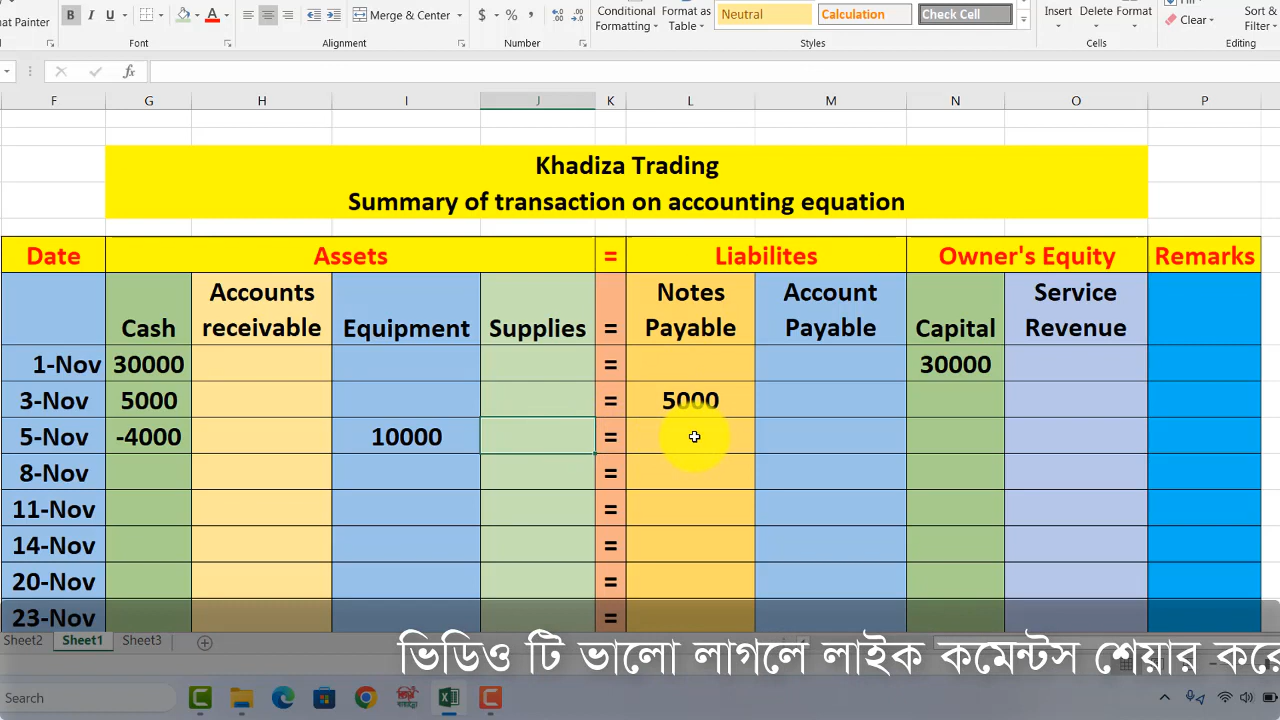 at Painter
B I U
Merge & Center
$ % ,
Conditional Formatting
Format as Table
Neutral
Calculation
Check Cell
Insert Delete Format
Clear
Sort & Filter
Font
Alignment
Number
Styles
Cells
Editing
fx
F G H I J K L M N O P
Khadiza Trading
Summary of transaction on accounting equation
Date Assets = Liabilites Owner's Equity Remarks
Cash Accounts receivable Equipment Supplies = Notes Payable Account Payable Capital Service Revenue
1-Nov 30000 = 30000
3-Nov 5000 = 5000
5-Nov -4000 10000 =
8-Nov =
11-Nov =
14-Nov =
20-Nov =
23-Nov =
Sheet2 Sheet1 Sheet3
ভিডিও টি ভালো লাগলে লাইক কমেন্টস শেয়ার করে
Search